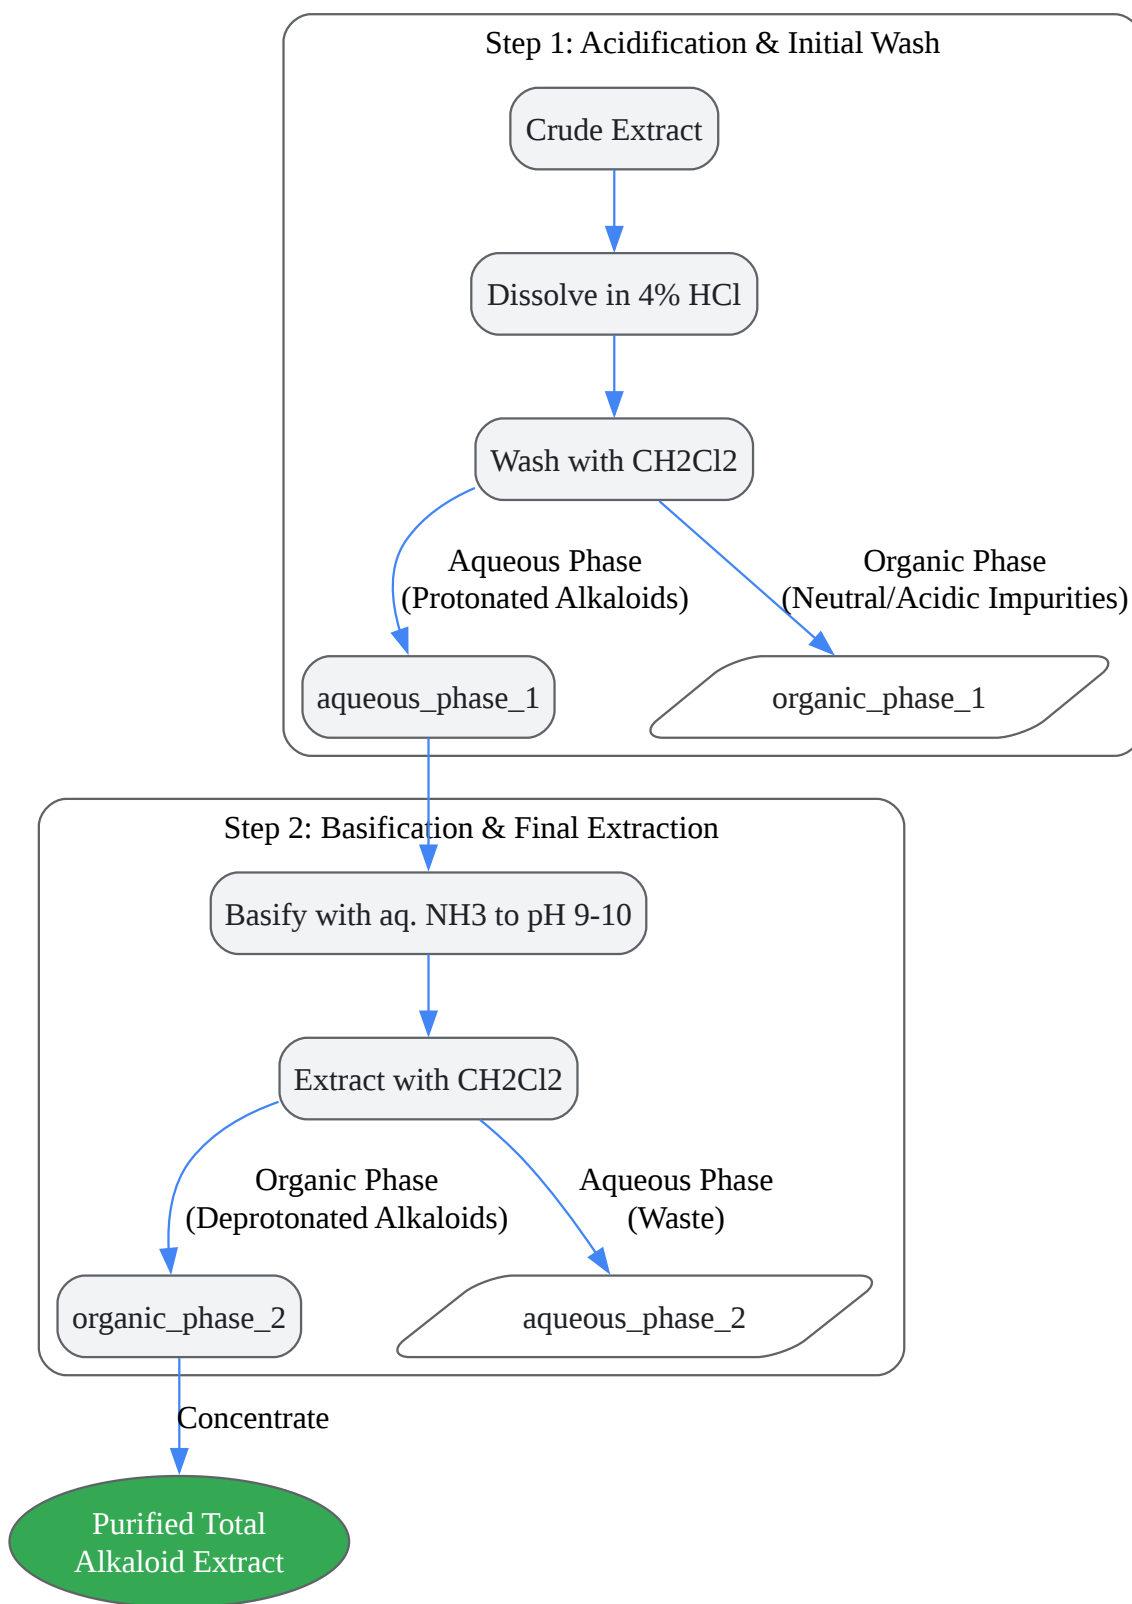 Step 1: Acidification & Initial Wash
Crude Extract
Dissolve in 4% HCl
Wash with CH2Cl2
Aqueous Phase
(Protonated Alkaloids)
Organic Phase
(Neutral/Acidic Impurities)
aqueous_phase_1
organic_phase_1
Step 2: Basification & Final Extraction
Basify with aq. NH3 to pH 9-10
Extract with CH2Cl2
Organic Phase
(Deprotonated Alkaloids)
Aqueous Phase
(Waste)
organic_phase_2
aqueous_phase_2
Concentrate
Purified Total
Alkaloid Extract